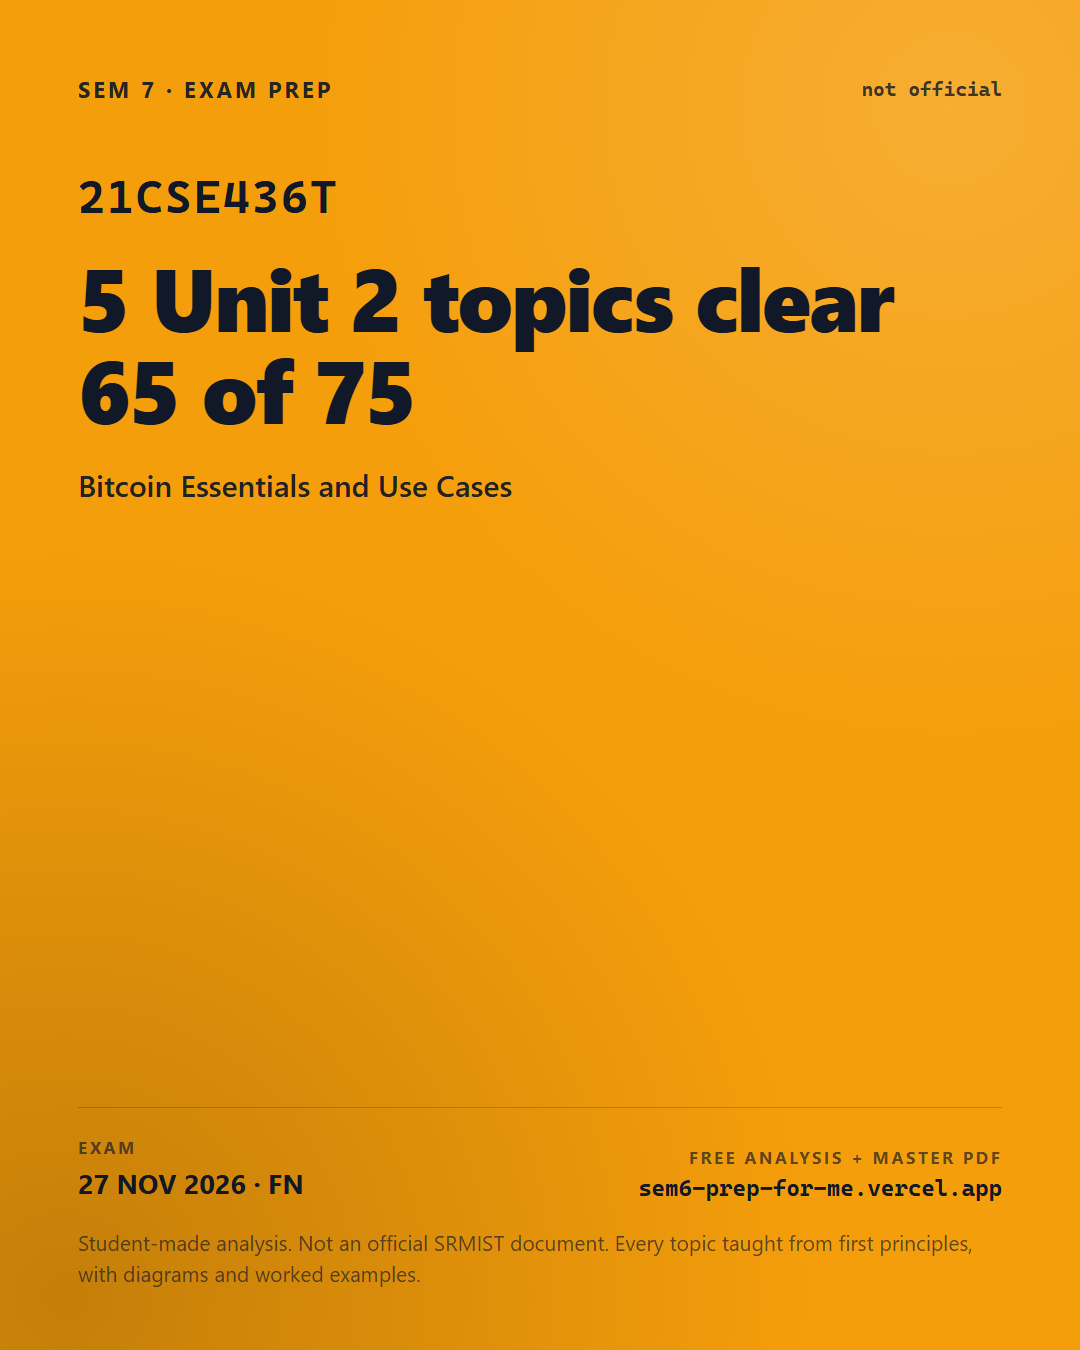 SEM 7 · EXAM PREP
not official
21CSE436T
5 Unit 2 topics clear
65 of 75
Bitcoin Essentials and Use Cases
EXAM
27 NOV 2026 · FN
FREE ANALYSIS + MASTER PDF
sem6-prep-for-me.vercel.app
Student-made analysis. Not an official SRMIST document. Every topic taught from first principles,
with diagrams and worked examples.